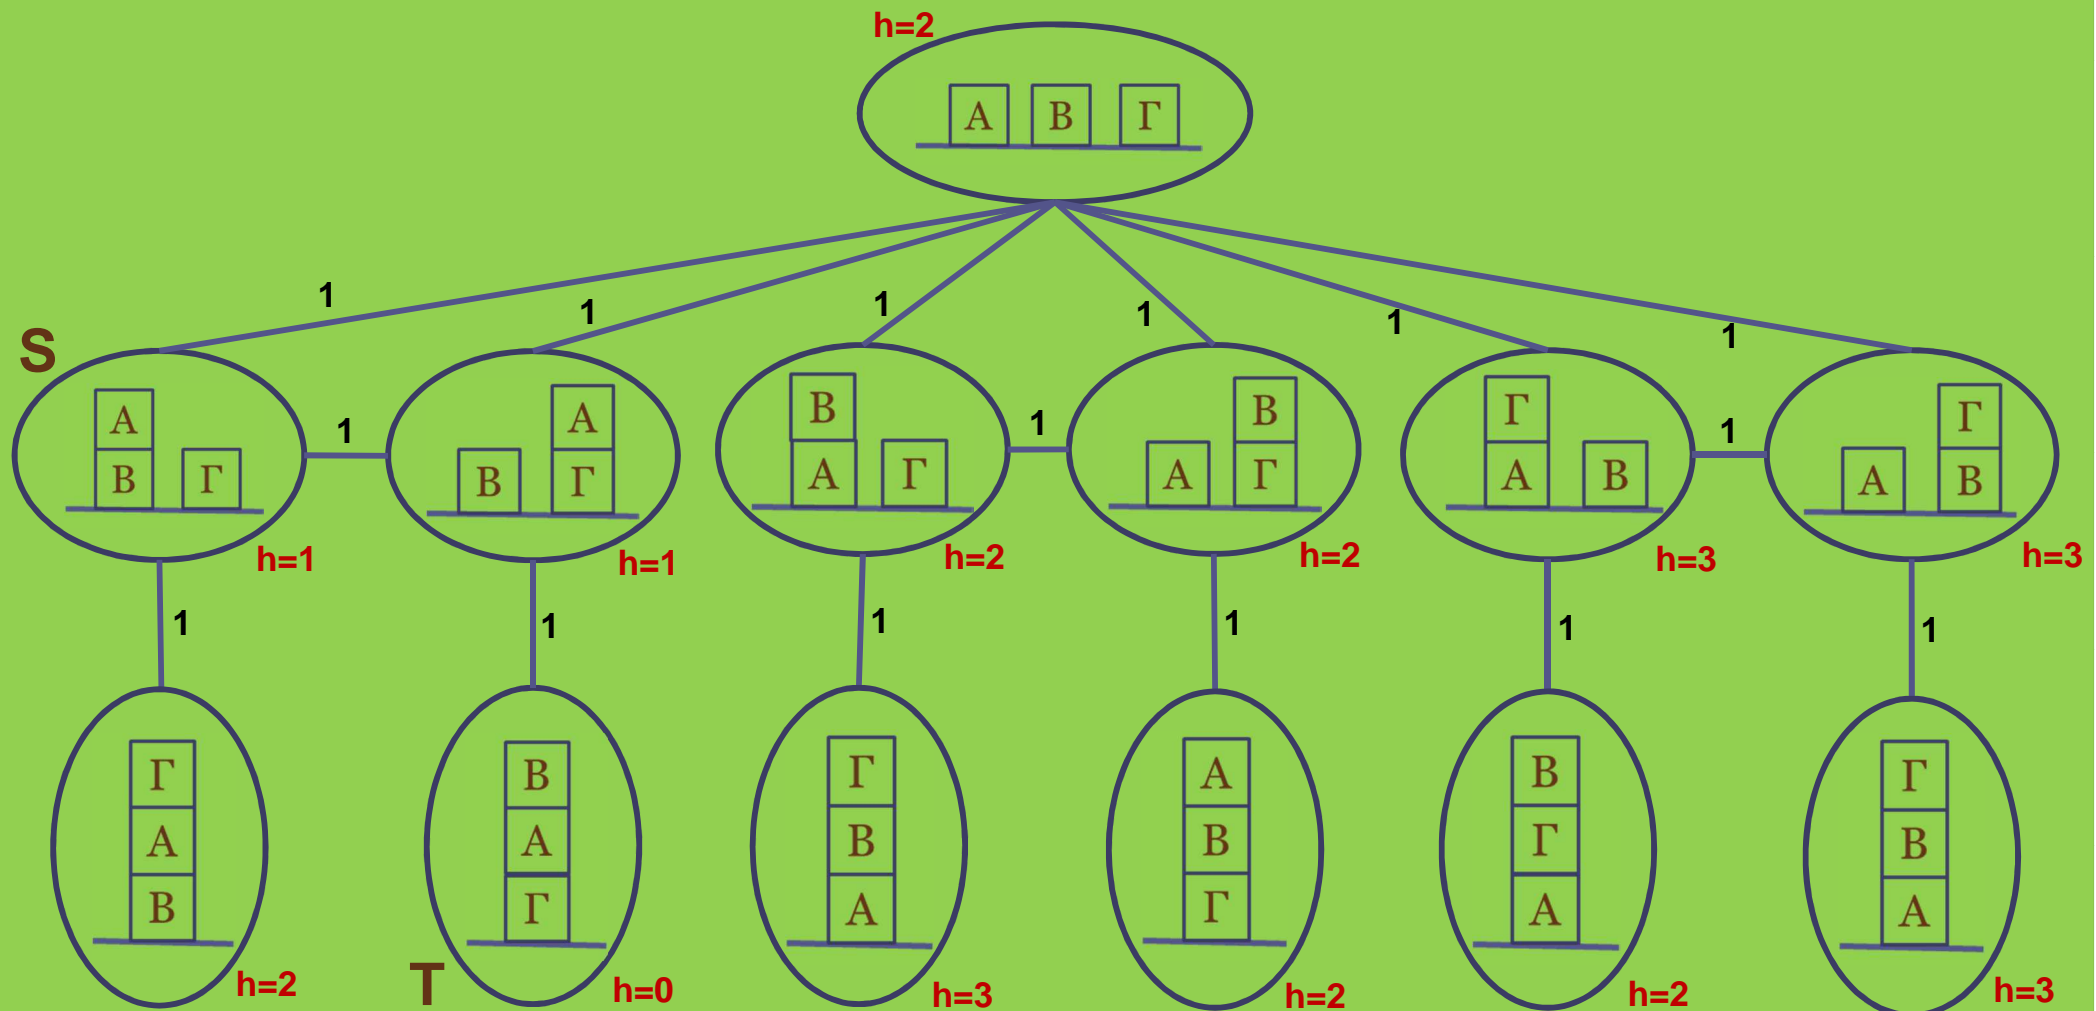 h=2
Α Β Γ
1 1 1 1 1 1
S
Α
Β Γ
h=1
1
Α
Β Γ
h=1
Β
Α Γ
h=2
1
Β
Α Γ
h=2
Γ
Α Β
h=3
1
Γ
Α Β
h=3
1 1 1 1 1 1
Γ
Α
Β
h=2
T
Β
Α
Γ
h=0
Γ
Β
Α
h=3
Α
Β
Γ
h=2
Β
Γ
Α
h=2
Γ
Β
Α
h=3